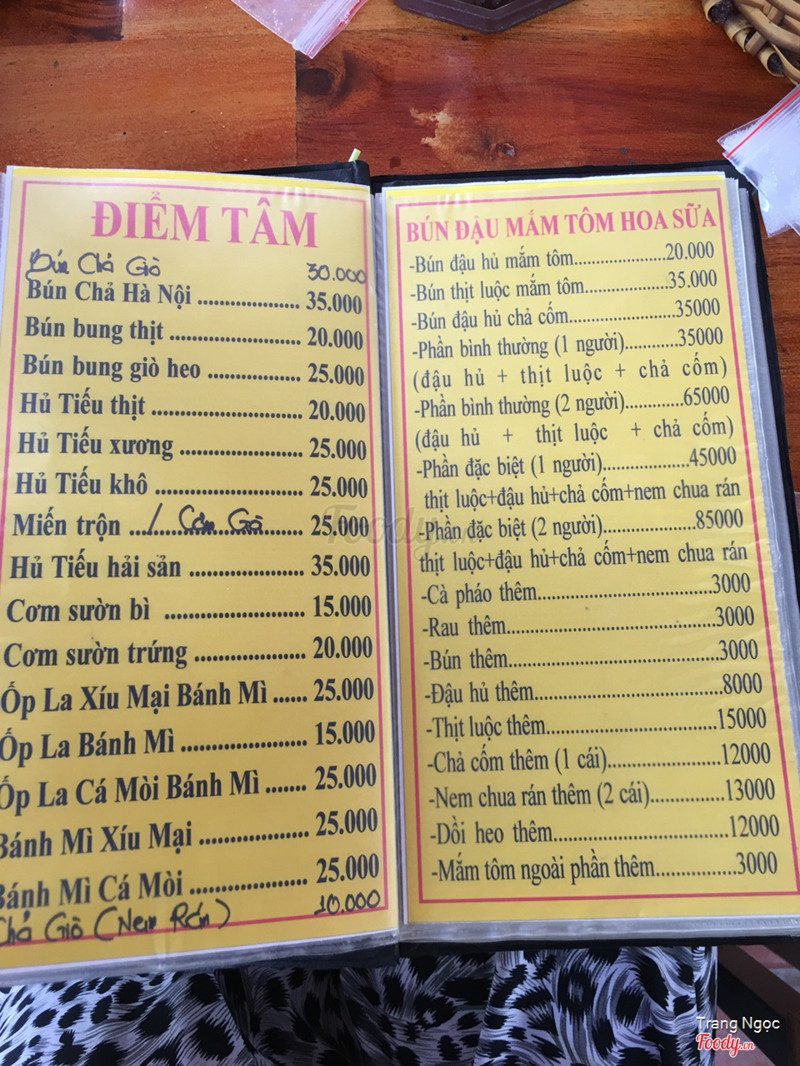 ĐIỂM TÂM
Bún Chả Giò 30.000
Bún Chả Hà Nội ................... 35.000
Bún bung thịt ......................... 20.000
Bún bung giò heo ................. 25.000
Hủ Tiếu thịt ............................ 20.000
Hủ Tiếu xương ....................... 25.000
Hủ Tiếu khô ........................... 25.000
Miến trộn ../ Cơm Gà ....... 25.000
Hủ Tiếu hải sản ..................... 35.000
Cơm sườn bì .......................... 15.000
Cơm sườn trứng ..................... 20.000
Ốp La Xíu Mại Bánh Mì ...... 25.000
Ốp La Bánh Mì ...................... 15.000
Ốp La Cá Mòi Bánh Mì ....... 25.000
Bánh Mì Xíu Mại ................... 25.000
Bánh Mì Cá Mòi .................... 25.000
Chả Giò (Nem Rán) 10.000
BÚN ĐẬU MẮM TÔM HOA SỮA
-Bún đậu hủ mắm tôm....................20.000
-Bún thịt luộc mắm tôm..................35.000
-Bún đậu hủ chả cốm.......................35000
-Phần bình thường (1 người)...........35000
(đậu hủ + thịt luộc + chả cốm)
-Phần bình thường (2 người)............65000
(đậu hủ + thịt luộc + chả cốm)
-Phần đặc biệt (1 người)..................45000
thịt luộc+đậu hủ+chả cốm+nem chua rán
-Phần đặc biệt (2 người)..................85000
thịt luộc+đậu hủ+chả cốm+nem chua rán
-Cà pháo thêm....................................3000
-Rau thêm...........................................3000
-Bún thêm...........................................3000
-Đậu hủ thêm......................................8000
-Thịt luộc thêm.................................15000
-Chả cốm thêm (1 cái)......................12000
-Nem chua rán thêm (2 cái).............13000
-Dồi heo thêm...................................12000
-Mắm tôm ngoài phần thêm...............3000
Foody.vn
Trang Ngọc
Foody.vn